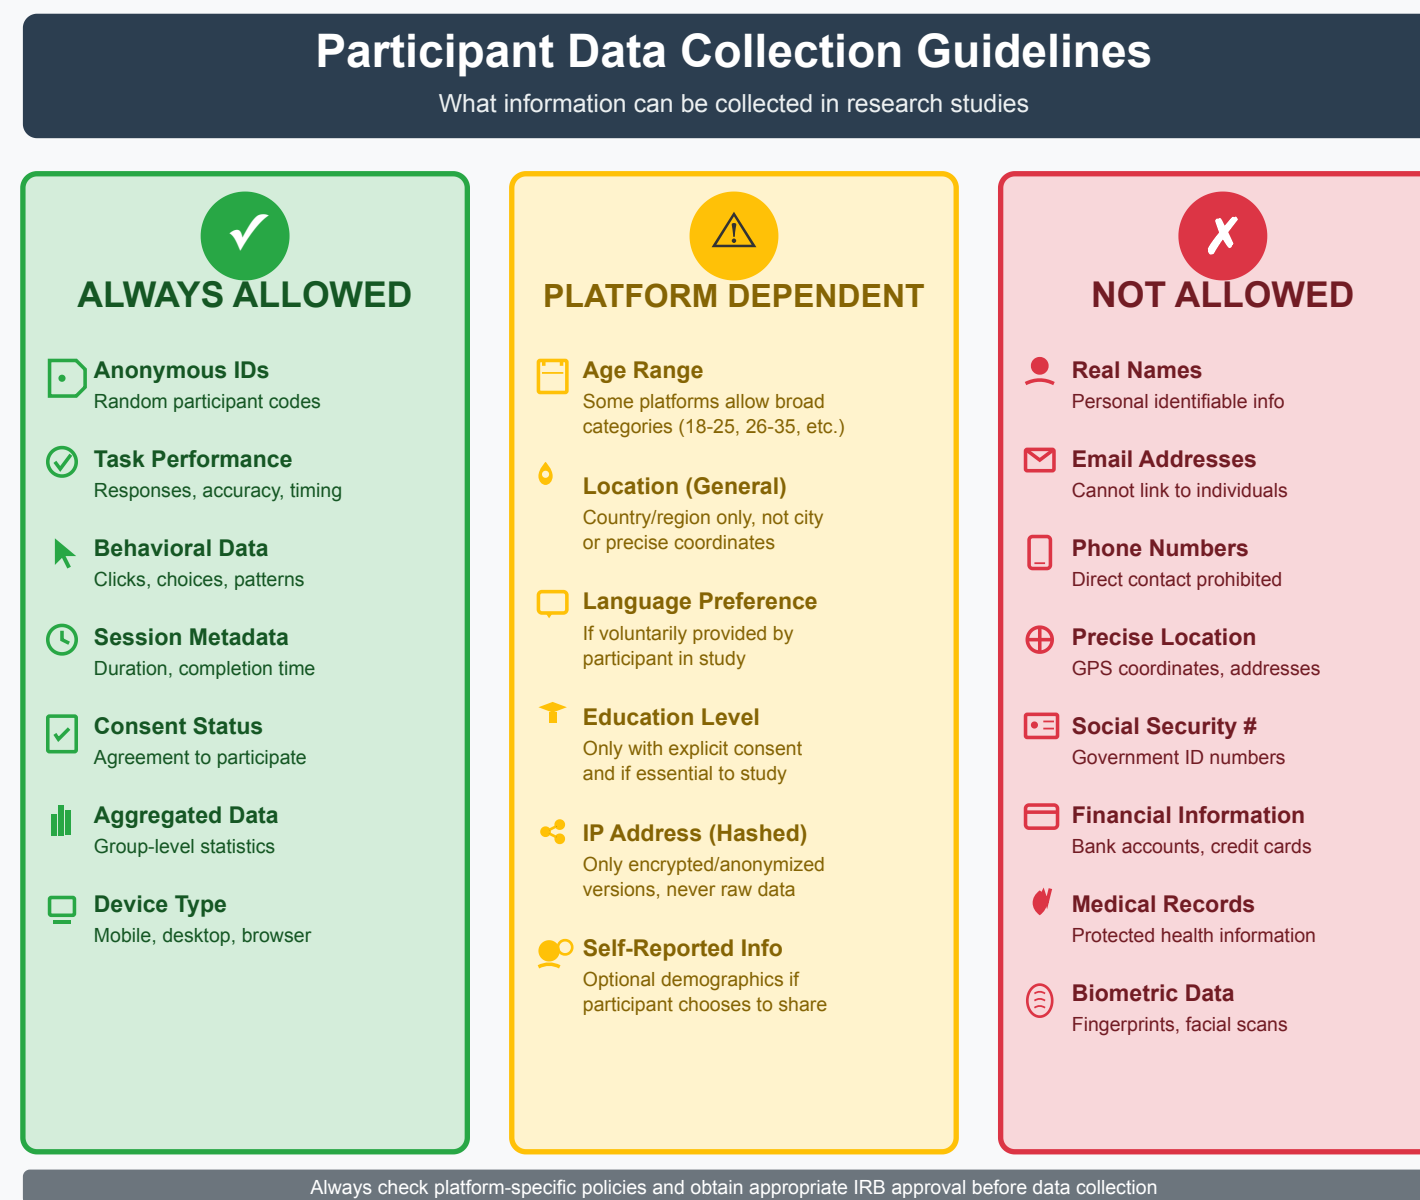 Participant Data Collection Guidelines
What information can be collected in research studies
ALWAYS ALLOWED
Anonymous IDs
Random participant codes
Task Performance
Responses, accuracy, timing
Behavioral Data
Clicks, choices, patterns
Session Metadata
Duration, completion time
Consent Status
Agreement to participate
Aggregated Data
Group-level statistics
Device Type
Mobile, desktop, browser
PLATFORM DEPENDENT
Age Range
Some platforms allow broad
categories (18-25, 26-35, etc.)
Location (General)
Country/region only, not city
or precise coordinates
Language Preference
If voluntarily provided by
participant in study
Education Level
Only with explicit consent
and if essential to study
IP Address (Hashed)
Only encrypted/anonymized
versions, never raw data
Self-Reported Info
Optional demographics if
participant chooses to share
NOT ALLOWED
Real Names
Personal identifiable info
Email Addresses
Cannot link to individuals
Phone Numbers
Direct contact prohibited
Precise Location
GPS coordinates, addresses
Social Security #
Government ID numbers
Financial Information
Bank accounts, credit cards
Medical Records
Protected health information
Biometric Data
Fingerprints, facial scans
Always check platform-specific policies and obtain appropriate IRB approval before data collection